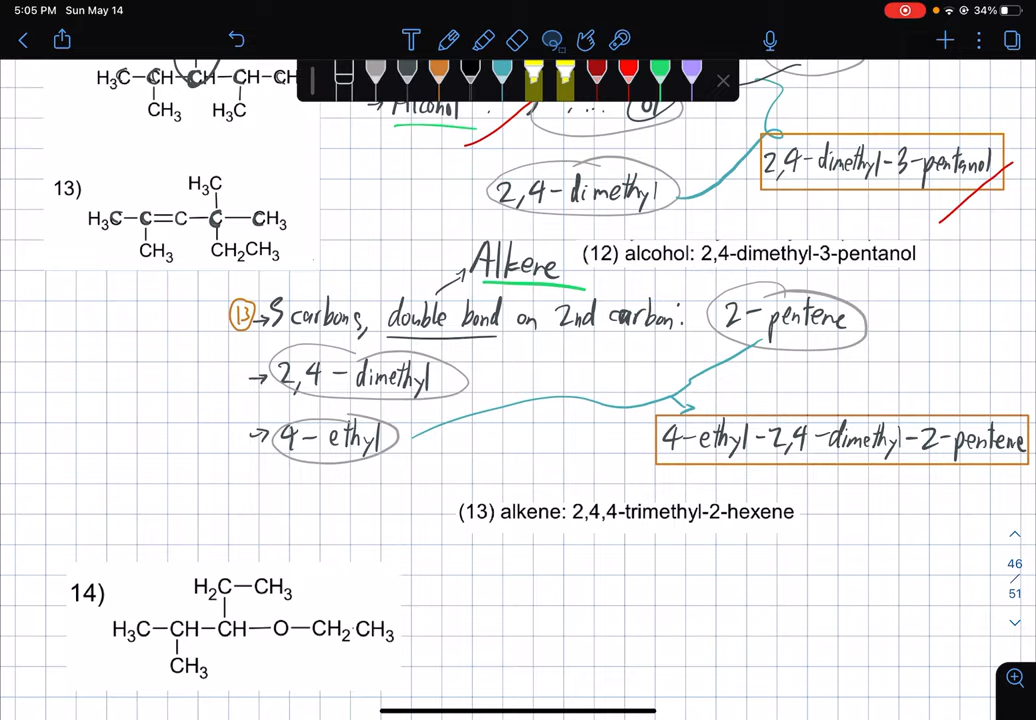 5:05 PM Sun May 14
34%
H₃C–CH–CH–CH–CH
CH₃ H₃C
→ Alcohol . . , . . . ol
2,4-dimethyl-3-pentanol
2,4-dimethyl
13)
H₃C
H₃C–C=C–C–CH₃
CH₃ CH₂CH₃
(12) alcohol: 2,4-dimethyl-3-pentanol
Alkene
13 → 5 carbons, double bond on 2nd carbon: 2-pentene
→ 2,4-dimethyl
→ 4-ethyl
4-ethyl-2,4-dimethyl-2-pentene
(13) alkene: 2,4,4-trimethyl-2-hexene
46
/
51
14)
H₂C–CH₃
H₃C–CH–CH–O–CH₂CH₃
CH₃